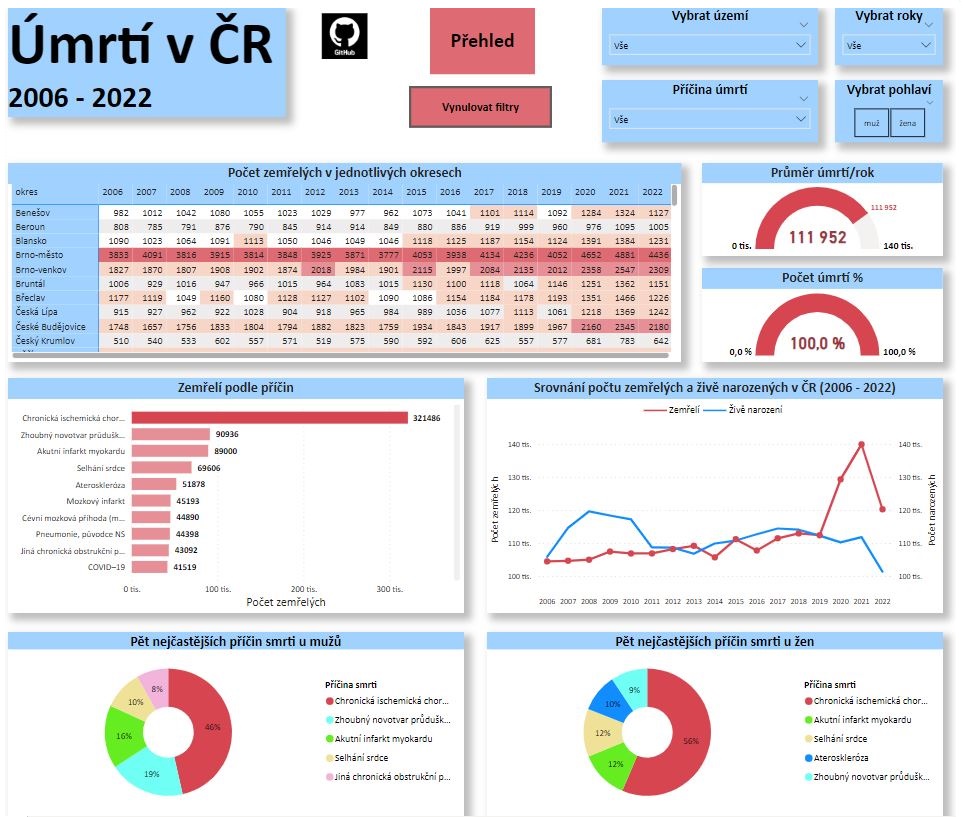 Úmrtí v ČR
2006 - 2022
GitHub
Přehled
Vynulovat filtry
Vybrat území
Vše
Vybrat roky
Vše
Příčina úmrtí
Vše
Vybrat pohlaví
muž žena
Počet zemřelých v jednotlivých okresech
okres 2006 2007 2008 2009 2010 2011 2012 2013 2014 2015 2016 2017 2018 2019 2020 2021 2022
Benešov 982 1012 1042 1080 1055 1023 1029 977 962 1073 1041 1101 1114 1092 1284 1324 1127
Beroun 808 785 791 876 790 845 914 914 849 880 886 919 999 960 976 1095 1005
Blansko 1090 1023 1064 1091 1113 1050 1046 1049 1046 1118 1125 1187 1154 1124 1391 1384 1231
Brno-město 3833 4091 3816 3915 3814 3848 3925 3871 3777 4053 3938 4134 4236 4052 4652 4881 4436
Brno-venkov 1827 1870 1807 1908 1902 1874 2018 1984 1901 2115 1997 2084 2135 2012 2358 2547 2309
Bruntál 1006 929 1016 947 966 1015 964 1083 1015 1130 1100 1118 1064 1146 1251 1362 1151
Břeclav 1177 1119 1049 1160 1080 1128 1127 1102 1090 1086 1154 1184 1178 1193 1351 1466 1226
Česká Lípa 915 927 962 922 1028 904 918 965 984 989 1036 1077 1113 1061 1218 1369 1242
České Budějovice 1748 1657 1756 1833 1804 1794 1882 1823 1759 1934 1843 1917 1899 1967 2160 2345 2180
Český Krumlov 510 540 533 602 557 571 519 575 590 592 606 625 557 577 681 783 642
Průměr úmrtí/rok
111 952
111 952
0 tis. 140 tis.
Počet úmrtí %
100,0 %
0,0 % 100,0 %
Zemřelí podle příčin
Chronická ischemická chor... 321486
Zhoubný novotvar průdušk... 90936
Akutní infarkt myokardu 89000
Selhání srdce 69606
Ateroskleróza 51878
Mozkový infarkt 45193
Cévní mozková příhoda (m... 44890
Pneumonie, původce NS 44398
Jiná chronická obstrukční p... 43092
COVID–19 41519
0 tis. 100 tis. 200 tis. 300 tis.
Počet zemřelých
Srovnání počtu zemřelých a živě narozených v ČR (2006 - 2022)
Zemřelí Živě narození
Počet zemřelých
140 tis. 140 tis.
130 tis. 130 tis.
120 tis. 120 tis.
110 tis. 110 tis.
100 tis. 100 tis.
Počet narozených
2006 2007 2008 2009 2010 2011 2012 2013 2014 2015 2016 2017 2018 2019 2020 2021 2022
Pět nejčastějších příčin smrti u mužů
46%
19%
16%
10%
8%
Příčina smrti
Chronická ischemická chor...
Zhoubný novotvar průdušk...
Akutní infarkt myokardu
Selhání srdce
Jiná chronická obstrukční p...
Pět nejčastějších příčin smrti u žen
56%
12%
12%
10%
9%
Příčina smrti
Chronická ischemická chor...
Akutní infarkt myokardu
Selhání srdce
Ateroskleróza
Zhoubný novotvar průdušk...